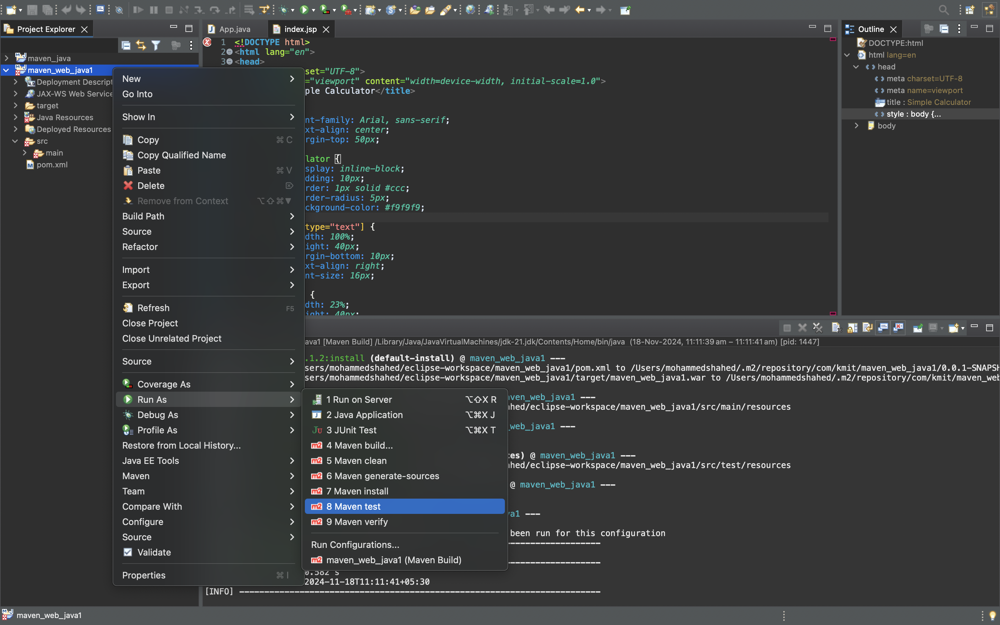 Project Explorer
App.java
index.jsp
Outline
maven_java
maven_web_java1
Deployment Descript
JAX-WS Web Service
target
Java Resources
Deployed Resources
src
main
pom.xml
New
Go Into
Show In
Copy ⌘ C
Copy Qualified Name
Paste ⌘ V
Delete
Remove from Context ⌥⇧⌘▼
Build Path
Source
Refactor
Import
Export
Refresh F5
Close Project
Close Unrelated Project
Source
Coverage As
Run As
Debug As
Profile As
Restore from Local History...
Java EE Tools
Maven
Team
Compare With
Configure
Source
Validate
Properties ⌘ I
1 Run on Server ⌥⇧X R
2 Java Application ⌥⌘X J
3 JUnit Test ⌥⌘X T
4 Maven build...
5 Maven clean
6 Maven generate-sources
7 Maven install
8 Maven test
9 Maven verify
Run Configurations...
maven_web_java1 (Maven Build)
1 <!DOCTYPE html>
2 <html lang="en">
3 <head>
set="UTF-8">
="viewport" content="width=device-width, initial-scale=1.0">
ple Calculator</title>
nt-family: Arial, sans-serif;
xt-align: center;
rgin-top: 50px;
lator {
splay: inline-block;
dding: 10px;
rder: 1px solid #ccc;
rder-radius: 5px;
ckground-color: #f9f9f9;
type="text"] {
dth: 100%;
ight: 40px;
rgin-bottom: 10px;
xt-align: right;
nt-size: 16px;
{
dth: 23%;
ight: 40px;
DOCTYPE:html
html lang=en
head
meta charset=UTF-8
meta name=viewport
title : Simple Calculator
style : body {...
body
ava1 [Maven Build] /Library/Java/JavaVirtualMachines/jdk-21.jdk/Contents/Home/bin/java (18-Nov-2024, 11:11:39 am – 11:11:41 am) [pid: 1447]
.1.2:install (default-install) @ maven_web_java1 ---
sers/mohammedshahed/eclipse-workspace/maven_web_java1/pom.xml to /Users/mohammedshahed/.m2/repository/com/kmit/maven_web_java1/0.0.1-SNAPSH
sers/mohammedshahed/eclipse-workspace/maven_web_java1/target/maven_web_java1.war to /Users/mohammedshahed/.m2/repository/com/kmit/maven_web
ven_web_java1 ---
hed/eclipse-workspace/maven_web_java1/src/main/resources
web_java1 ---
es) @ maven_web_java1 ---
hed/eclipse-workspace/maven_web_java1/src/test/resources
@ maven_web_java1 ---
a1 ---
been run for this configuration
0.582 s
2024-11-18T11:11:41+05:30
[INFO] ------------------------------------------------------------------------
maven_web_java1